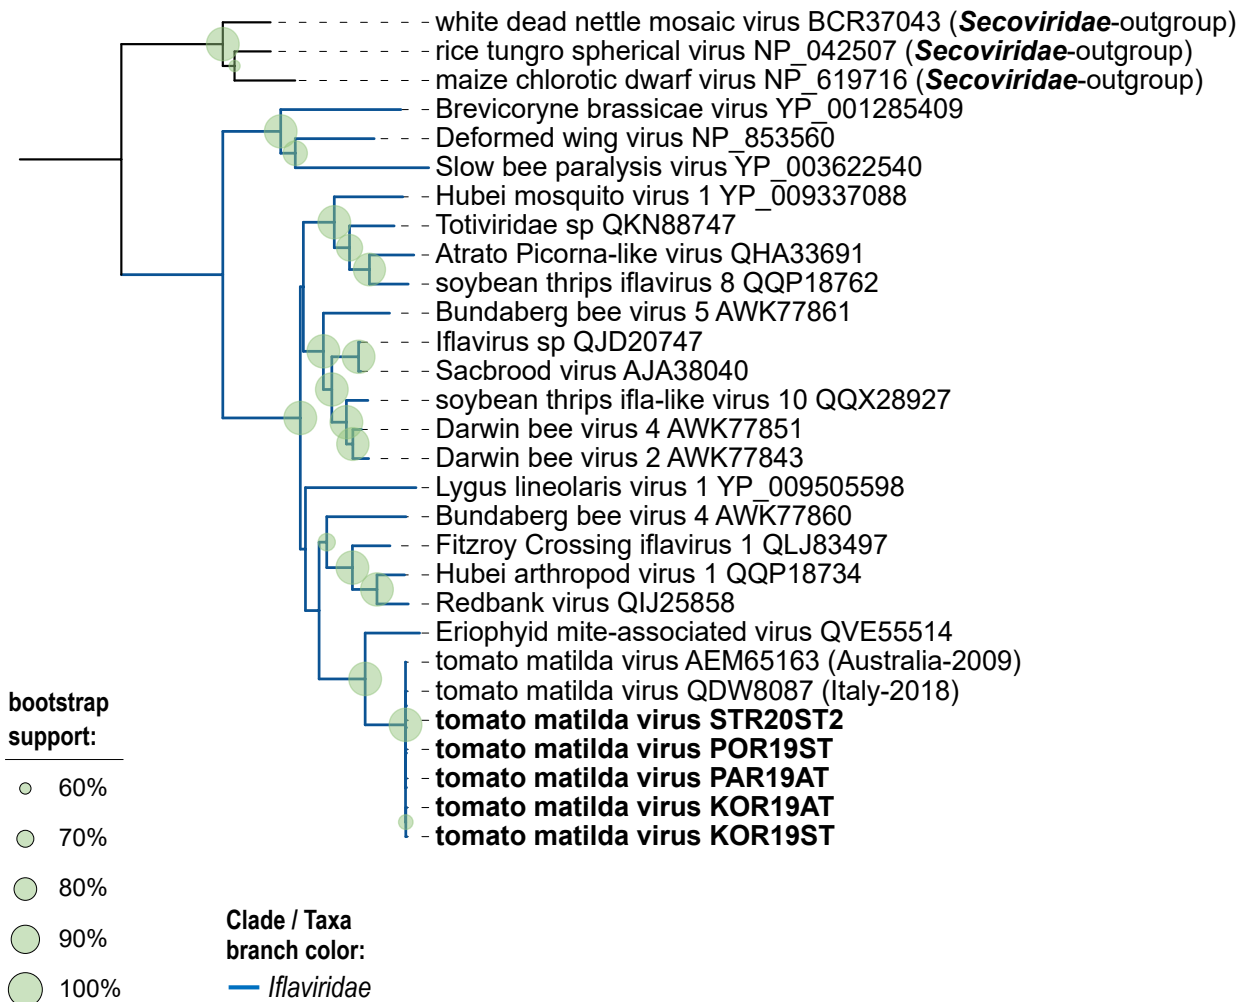 white dead nettle mosaic virus BCR37043 (Secoviridae-outgroup)
rice tungro spherical virus NP_042507 (Secoviridae-outgroup)
maize chlorotic dwarf virus NP_619716 (Secoviridae-outgroup)
Brevicoryne brassicae virus YP_001285409
Deformed wing virus NP_853560
Slow bee paralysis virus YP_003622540
Hubei mosquito virus 1 YP_009337088
Totiviridae sp QKN88747
Atrato Picorna-like virus QHA33691
soybean thrips iflavirus 8 QQP18762
Bundaberg bee virus 5 AWK77861
Iflavirus sp QJD20747
Sacbrood virus AJA38040
soybean thrips ifla-like virus 10 QQX28927
Darwin bee virus 4 AWK77851
Darwin bee virus 2 AWK77843
Lygus lineolaris virus 1 YP_009505598
Bundaberg bee virus 4 AWK77860
Fitzroy Crossing iflavirus 1 QLJ83497
Hubei arthropod virus 1 QQP18734
Redbank virus QIJ25858
Eriophyid mite-associated virus QVE55514
tomato matilda virus AEM65163 (Australia-2009)
tomato matilda virus QDW8087 (Italy-2018)
tomato matilda virus STR20ST2
tomato matilda virus POR19ST
tomato matilda virus PAR19AT
tomato matilda virus KOR19AT
tomato matilda virus KOR19ST
bootstrap
support:
60%
70%
80%
90%
100%
Clade / Taxa
branch color:
Iflaviridae